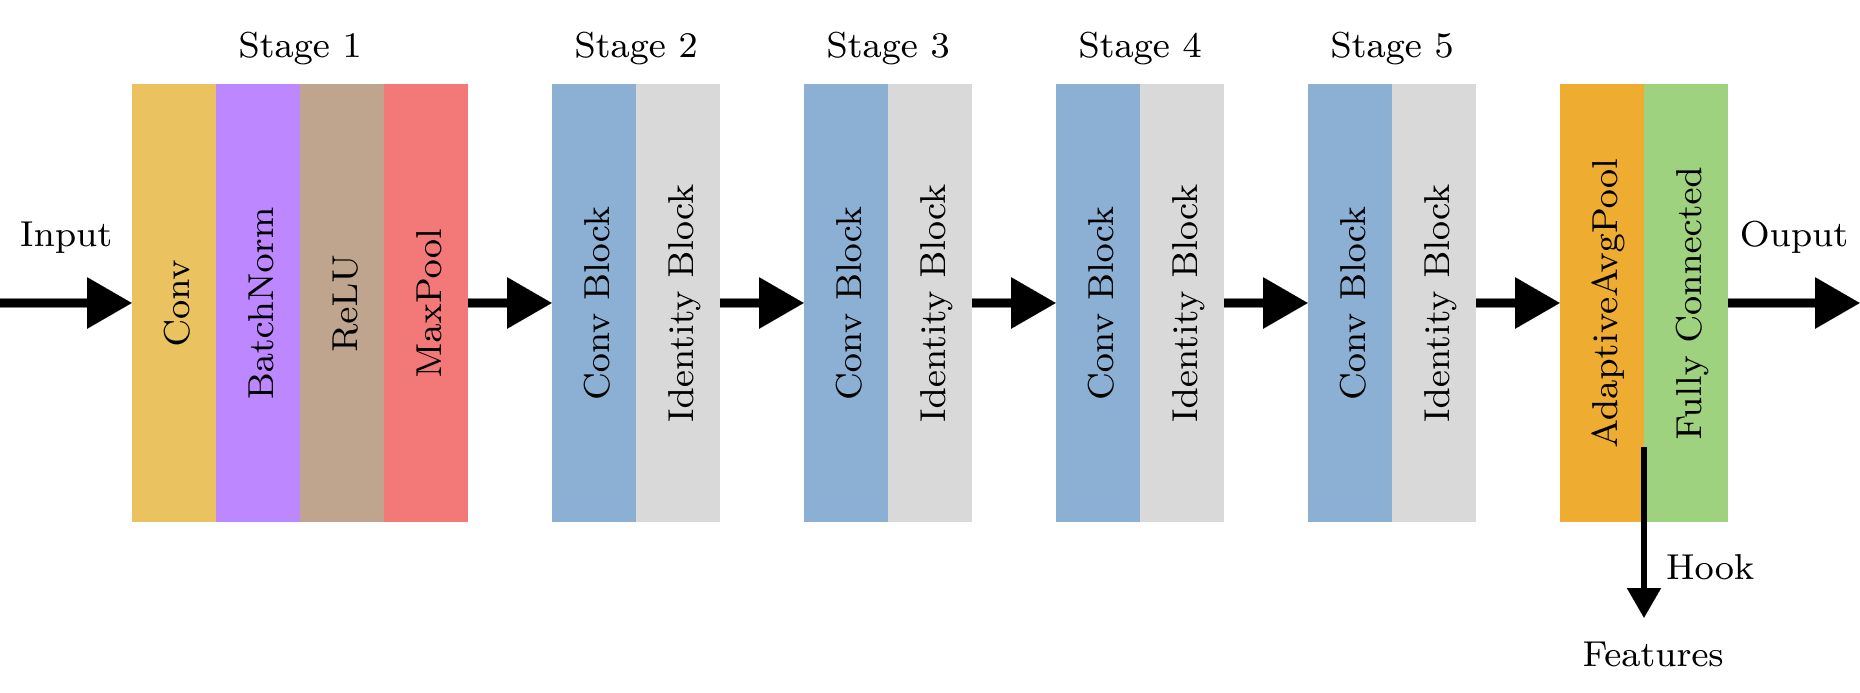 Stage 1
Stage 2
Stage 3
Stage 4
Stage 5
Input
Conv
BatchNorm
ReLU
MaxPool
Conv Block
Identity Block
Conv Block
Identity Block
Conv Block
Identity Block
Conv Block
Identity Block
AdaptiveAvgPool
Fully Connected
Ouput
Hook
Features